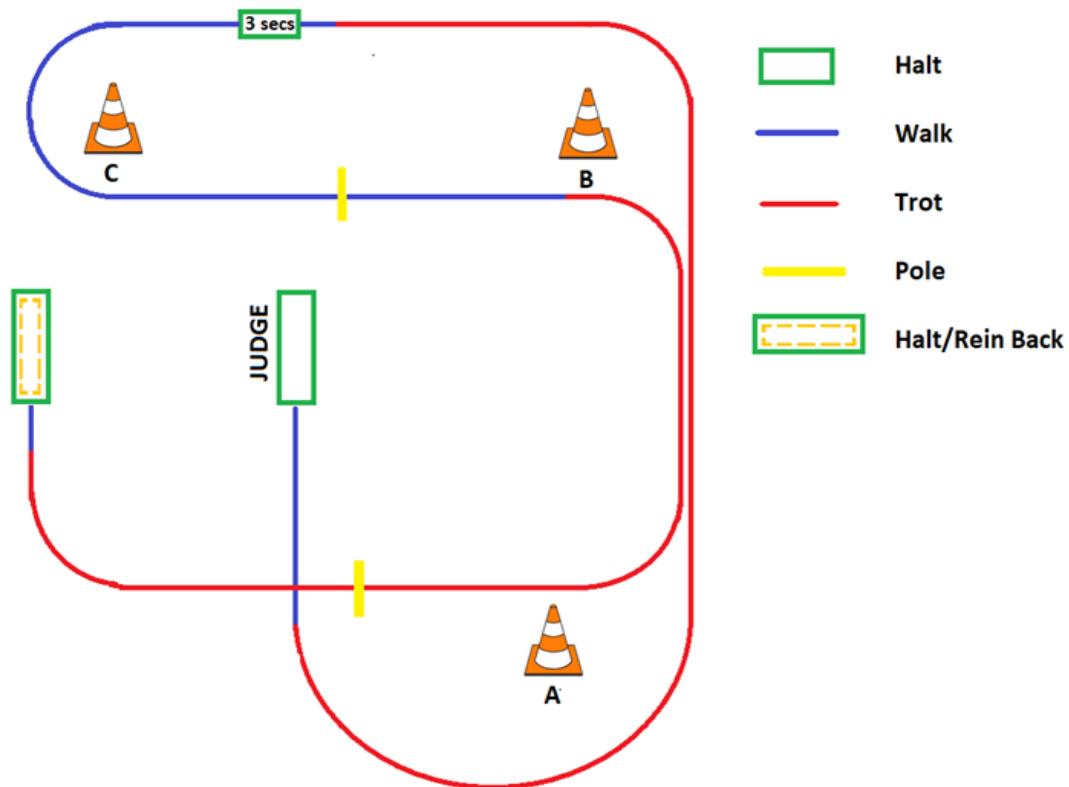 3 secs
Halt
C
B
Walk
Trot
Pole
JUDGE
Halt/Rein Back
A